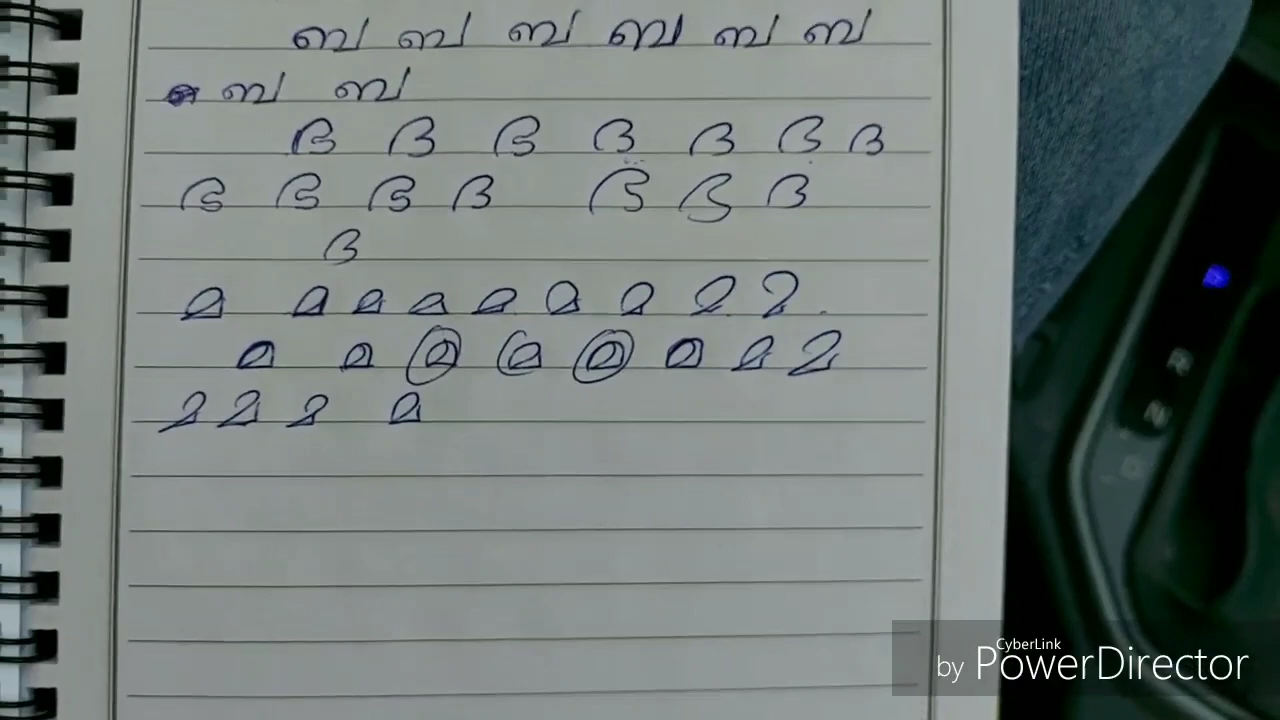 ബ ബ ബ ബ ബ ബ
ബ ബ
ഭ ഭ ഭ ഭ ഭ ഭ ഭ
ഭ ഭ ഭ ഭ ഭ ഭ ഭ
ഭ
മ മ മ മ മ മ മ മ മ
മ മ മ മ മ മ മ മ
മ മ മ മ
R
N
CyberLink
by PowerDirector